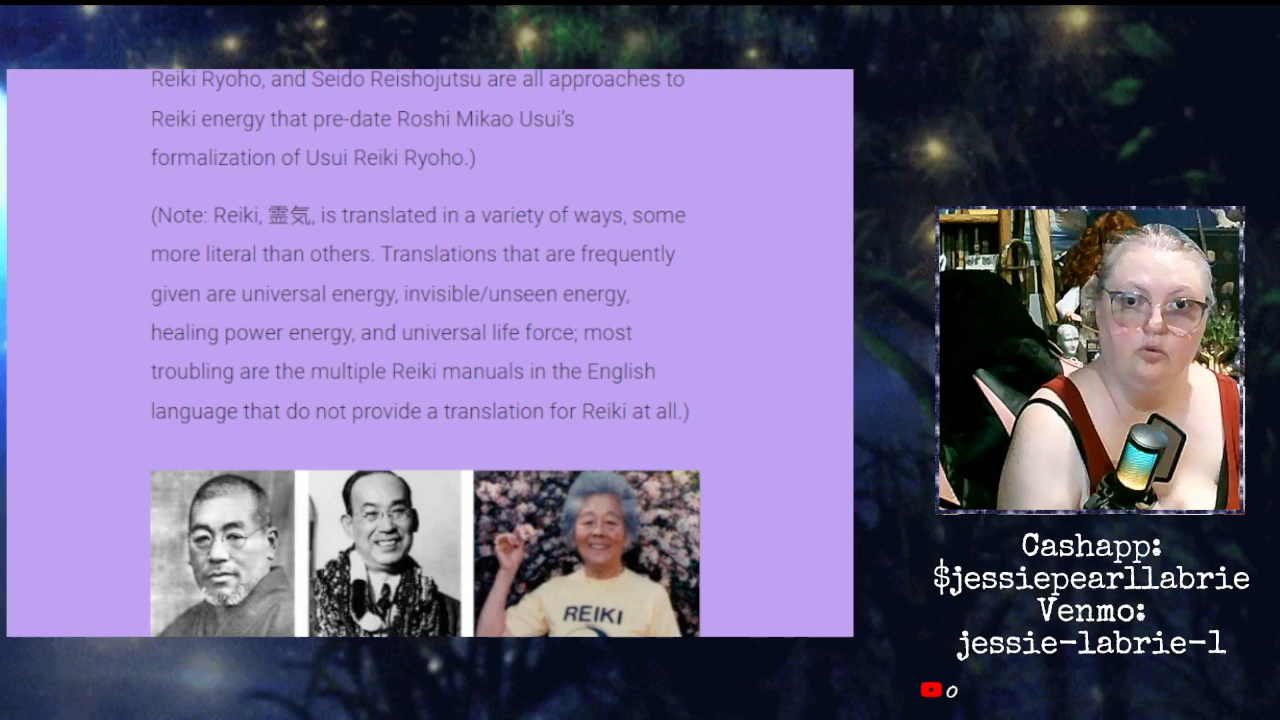 Reiki Ryoho, and Seido Reishojutsu are all approaches to
Reiki energy that pre-date Roshi Mikao Usui's
formalization of Usui Reiki Ryoho.)
(Note: Reiki, 霊気, is translated in a variety of ways, some
more literal than others. Translations that are frequently
given are universal energy, invisible/unseen energy,
healing power energy, and universal life force; most
troubling are the multiple Reiki manuals in the English
language that do not provide a translation for Reiki at all.)
REIKI
Cashapp:
$jessiepearllabrie
Venmo:
jessie-labrie-1
0